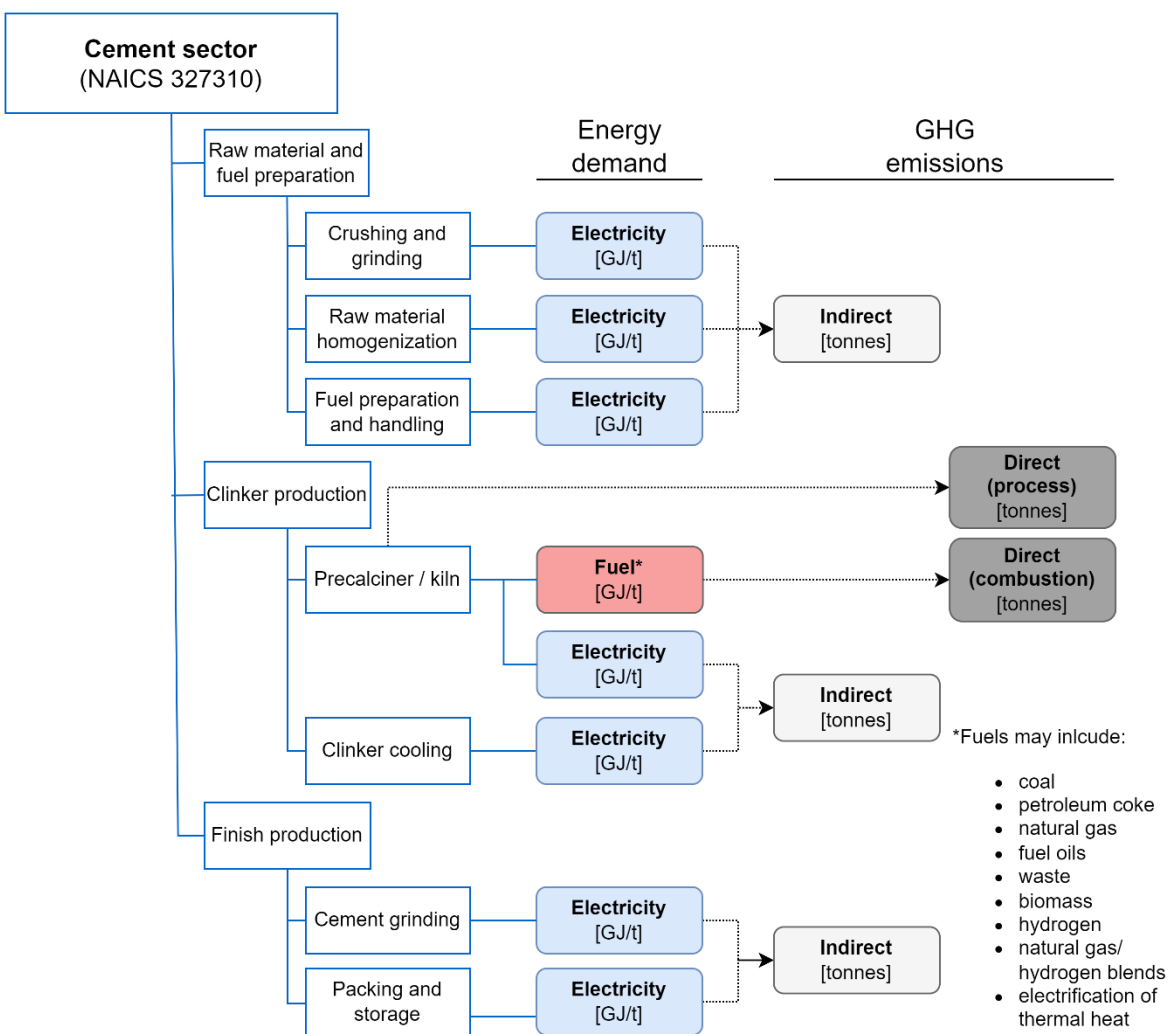 Cement sector
(NAICS 327310)
Energy
demand
GHG
emissions
Raw material and
fuel preparation
Crushing and
grinding
Electricity
[GJ/t]
Raw material
homogenization
Electricity
[GJ/t]
Indirect
[tonnes]
Fuel preparation
and handling
Electricity
[GJ/t]
Clinker production
Direct
(process)
[tonnes]
Precalciner / kiln
Fuel*
[GJ/t]
Direct
(combustion)
[tonnes]
Electricity
[GJ/t]
Indirect
[tonnes]
Clinker cooling
Electricity
[GJ/t]
*Fuels may inlcude:
• coal
• petroleum coke
• natural gas
• fuel oils
• waste
• biomass
• hydrogen
• natural gas/
hydrogen blends
• electrification of
thermal heat
Finish production
Cement grinding
Electricity
[GJ/t]
Indirect
[tonnes]
Packing and
storage
Electricity
[GJ/t]